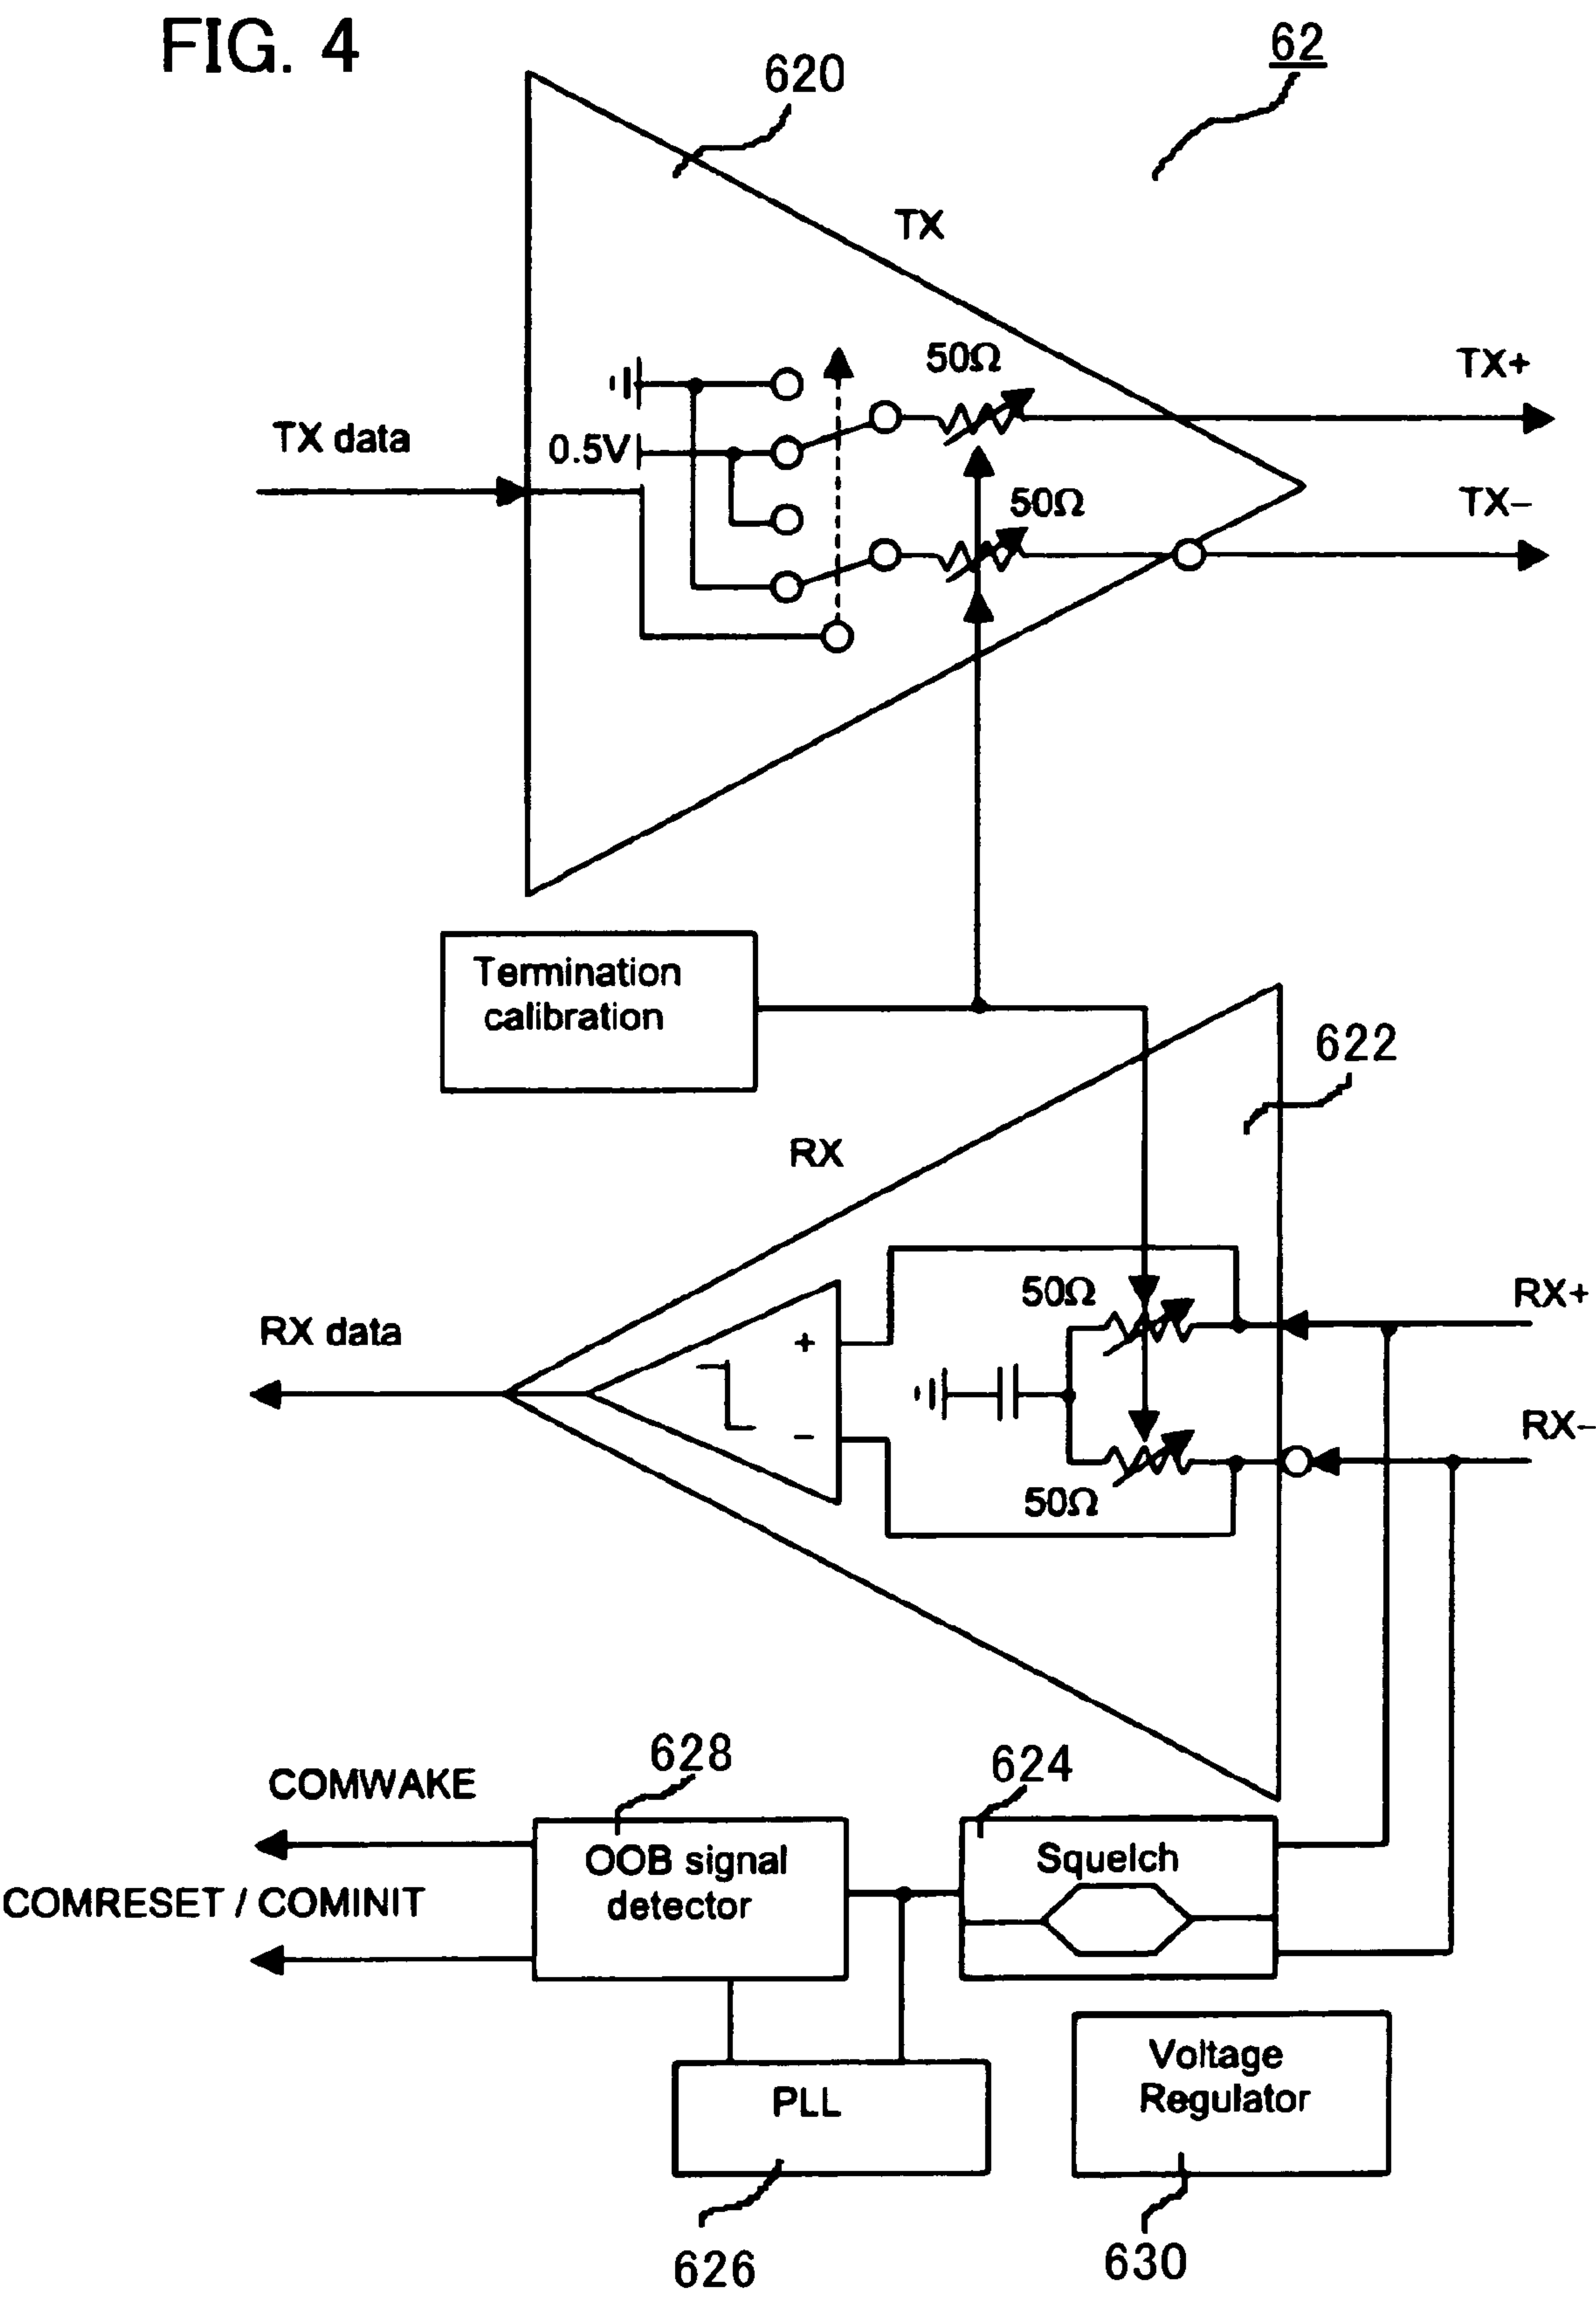 FIG. 4
62
620
TX
50Ω
TX+
TX data
0.5V
50Ω
TX−
Termination
calibration
622
RX
50Ω
RX+
RX data
+
−
RX−
50Ω
628
624
COMWAKE
OOB signal
detector
Squelch
COMRESET / COMINIT
PLL
Voltage
Regulator
626
630